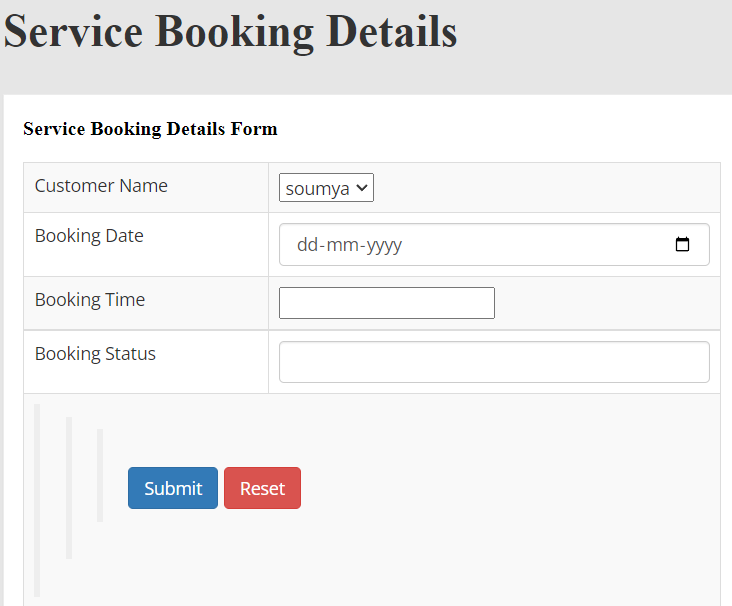 Service Booking Details
Service Booking Details Form
Customer Name soumya
Booking Date dd-mm-yyyy
Booking Time
Booking Status
Submit Reset